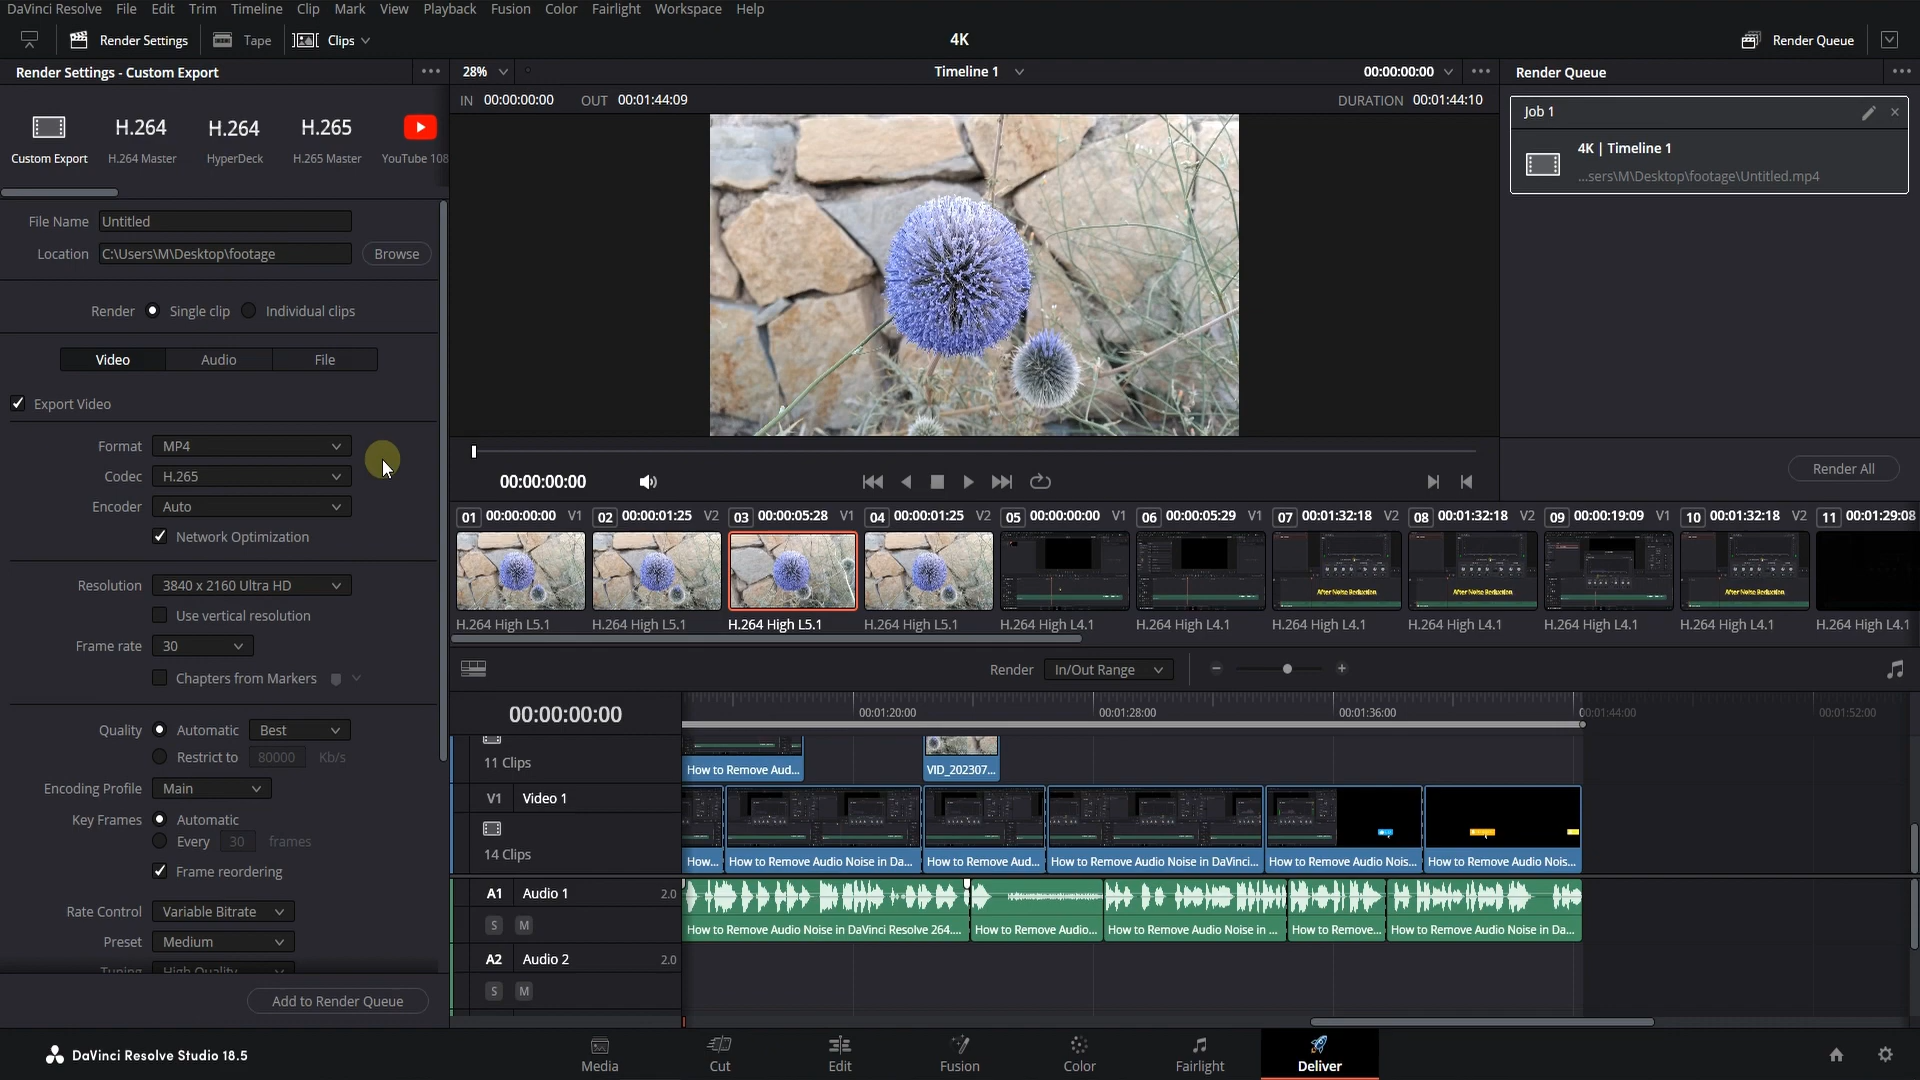 DaVinci Resolve File Edit Trim Timeline Clip Mark View Playback Fusion Color Fairlight Workspace Help
Render Settings Tape Clips 4K Render Queue
Render Settings - Custom Export
28% Timeline 1 00:00:00:00
Render Queue
IN 00:00:00:00 OUT 00:01:44:09 DURATION 00:01:44:10
H.264 H.264 H.265
Custom Export H.264 Master HyperDeck H.265 Master YouTube 108
Job 1
4K | Timeline 1
...sers\M\Desktop\footage\Untitled.mp4
File Name Untitled
Location C:\Users\M\Desktop\footage Browse
Render Single clip Individual clips
Video Audio File
Export Video
Format MP4
Codec H.265
Encoder Auto
Network Optimization
Resolution 3840 x 2160 Ultra HD
Use vertical resolution
Frame rate 30
Chapters from Markers
Quality Automatic Best
Restrict to 80000 Kb/s
Encoding Profile Main
Key Frames Automatic
Every 30 frames
Frame reordering
Rate Control Variable Bitrate
Preset Medium
Tuning High Quality
Add to Render Queue
00:00:00:00
Render All
01 00:00:00:00 V1 02 00:00:01:25 V2 03 00:00:05:28 V1 04 00:00:01:25 V2 05 00:00:00:00 V1 06 00:00:05:29 V1 07 00:01:32:18 V2 08 00:01:32:18 V2 09 00:00:19:09 V1 10 00:01:32:18 V2 11 00:01:29:08
After Noise Reduction After Noise Reduction After Noise Reduction
H.264 High L5.1 H.264 High L5.1 H.264 High L5.1 H.264 High L5.1 H.264 High L4.1 H.264 High L4.1 H.264 High L4.1 H.264 High L4.1 H.264 High L4.1 H.264 High L4.1 H.264 High L4.1
Render In/Out Range
00:00:00:00 00:01:20:00 00:01:28:00 00:01:36:00 00:01:44:00 00:01:52:00
11 Clips How to Remove Aud... VID_202307...
V1 Video 1
14 Clips How... How to Remove Audio Noise in Da... How to Remove Aud... How to Remove Audio Noise in DaVinci... How to Remove Audio Nois... How to Remove Audio Nois...
A1 Audio 1 2.0
S M How to Remove Audio Noise in DaVinci Resolve 264.... How to Remove Audio... How to Remove Audio Noise in ... How to Remove... How to Remove Audio Noise in Da...
A2 Audio 2 2.0
S M
DaVinci Resolve Studio 18.5
Media Cut Edit Fusion Color Fairlight Deliver